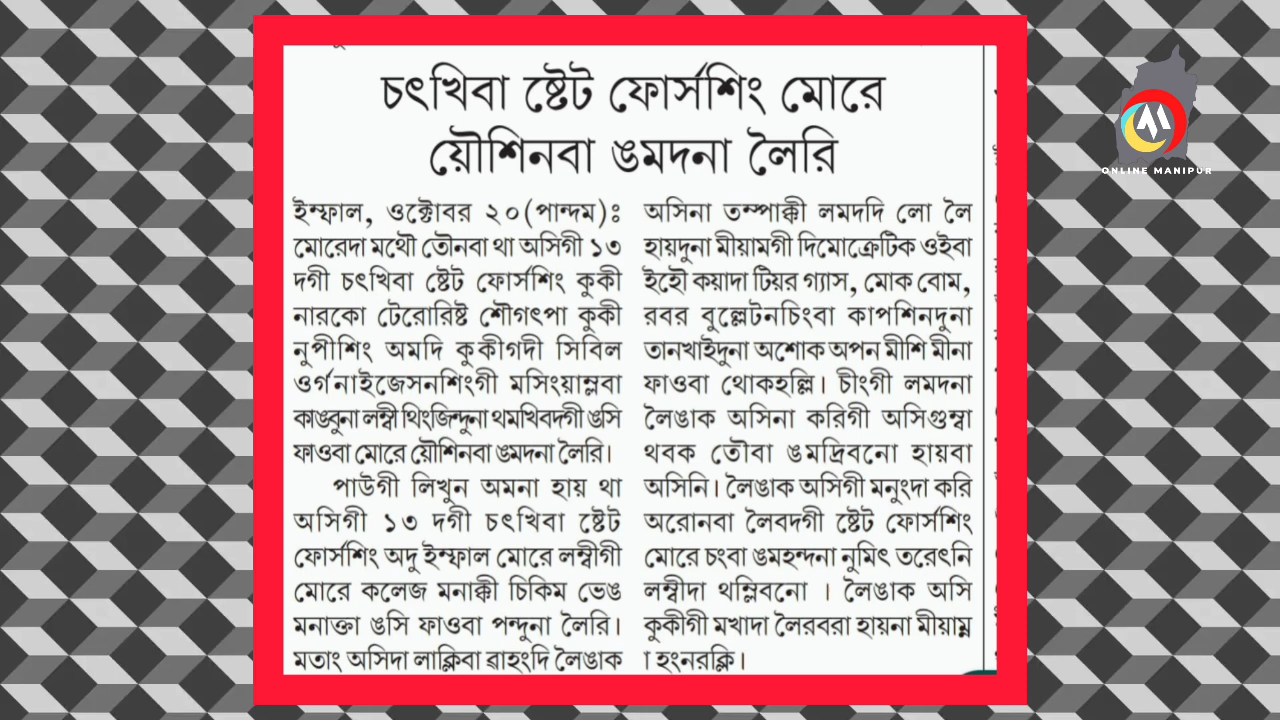 চৎখিবা ষ্টেট ফোর্সশিং মোরে
য়ৌশিনবা ঙমদনা লৈরি
ইম্ফাল, ওক্টোবর ২০(পান্দম)ঃ
মোরেদা মথৌ তৌনবা থা অসিগী ১৩
দগী চৎখিবা ষ্টেট ফোর্সশিং কুকী
নারকো টেরোরিষ্ট শৌগৎপা কুকী
নুপীশিং অমদি কুকীগদী সিবিল
ওর্গনাইজেসনশিংগী মসিংয়াম্লবা
কাঙবুনা লম্বী থিংজিন্দুনা থমখিবদগী ঙসি
ফাওবা মোরে য়ৌশিনবা ঙমদনা লৈরি।
পাউগী লিখুন অমনা হায় থা
অসিগী ১৩ দগী চৎখিবা ষ্টেট
ফোর্সশিং অদু ইম্ফাল মোরে লম্বীগী
মোরে কলেজ মনাক্কী চিকিম ভেঙ
মনাক্তা ঙসি ফাওবা পন্দুনা লৈরি।
মতাং অসিদা লাক্লিবা ৱাহংদি লৈঙাক
অসিনা তম্পাক্কী লমদদি লো লৈ
হায়দুনা মীয়ামগী দিমোক্রেটিক ওইবা
ইহৌ কয়াদা টিয়র গ্যাস, মোক বোম,
রবর বুল্লেটনচিংবা কাপশিনদুনা
তানখাইদুনা অশোক অপন মীশি মীনা
ফাওবা থোকহল্লি। চীংগী লমদনা
লৈঙাক অসিনা করিগী অসিগুম্বা
থবক তৌবা ঙমদ্রিবনো হায়বা
অসিনি। লৈঙাক অসিগী মনুংদা করি
অরোনবা লৈবদগী ষ্টেট ফোর্সশিং
মোরে চংবা ঙমহন্দনা নুমিৎ তরেৎনি
লম্বীদা থম্লিবনো । লৈঙাক অসি
কুকীগী মখাদা লৈরবরা হায়না মীয়াম্ন
া হংনরক্লি।
ONLINE MANIPUR